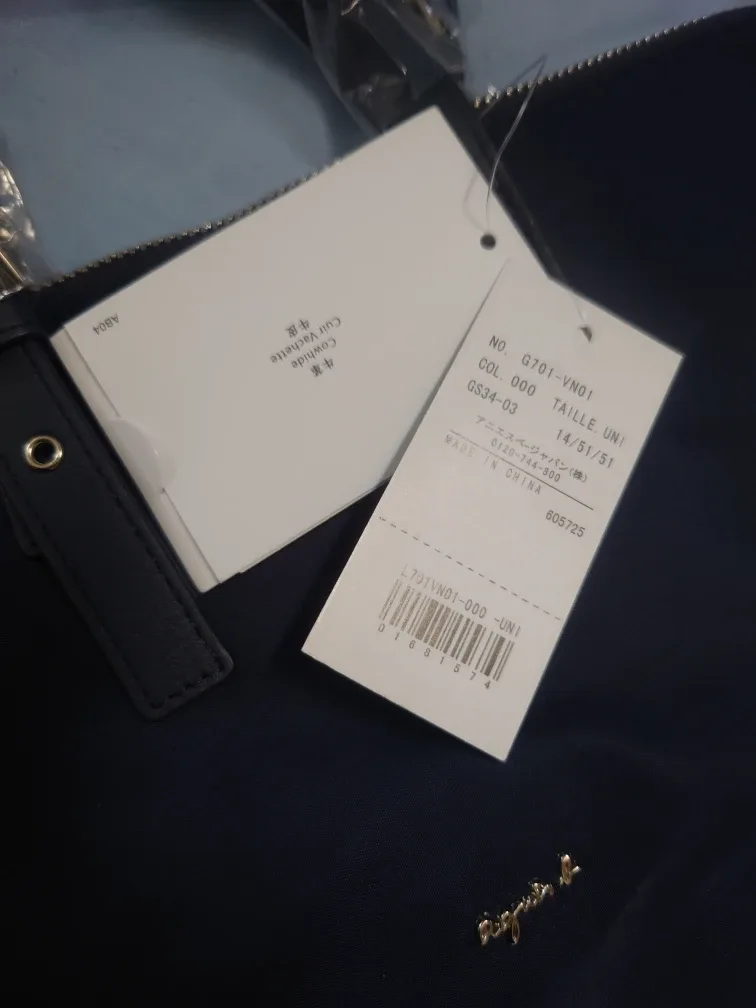 AB04
牛革
Cowhide
Cuir Vachette
牛皮
NO. G701-VN01
COL. 000 TAILLE. UNI
GS34-03 14/51/51
アニエスベージャパン(株)
0120-744-800
MADE IN CHINA
605725
L701VN01-000 -UNI
D1681574
agnès b.